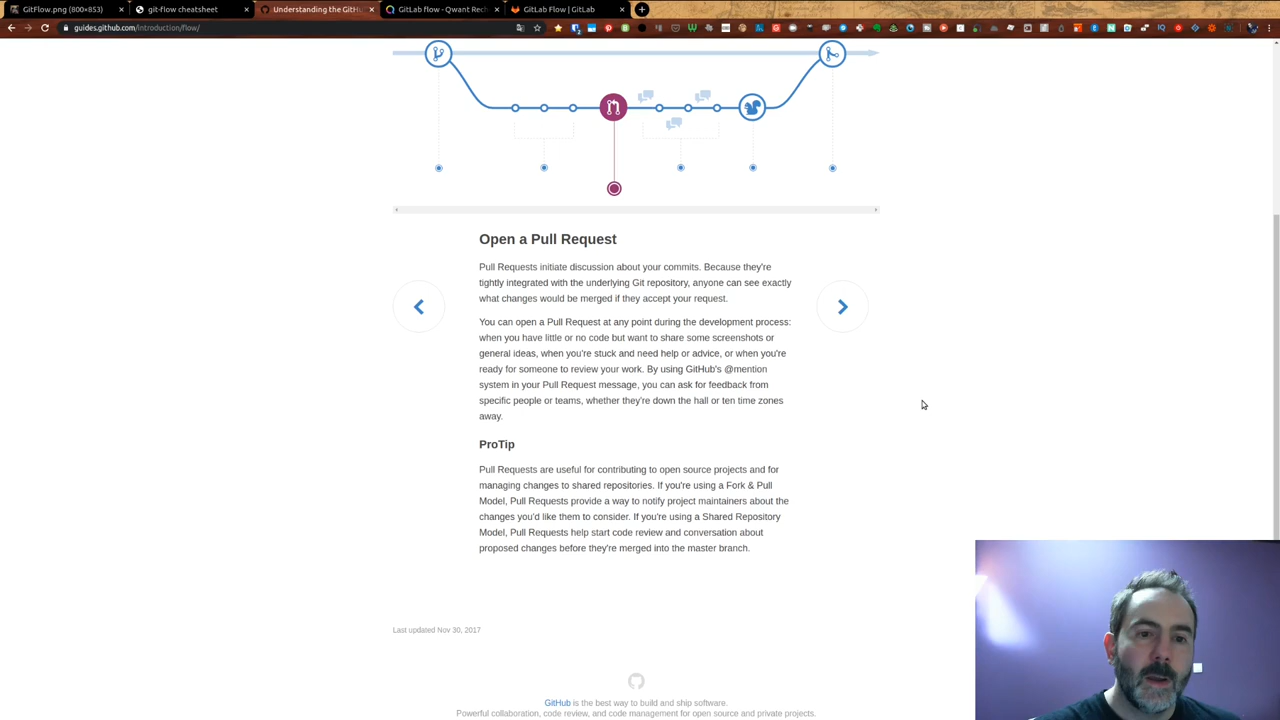 GitFlow.png (800×853)
git-flow cheatsheet
Understanding the GitHu
GitLab flow - Qwant Rech
GitLab Flow | GitLab
guides.github.com/introduction/flow/
Open a Pull Request
Pull Requests initiate discussion about your commits. Because they're
tightly integrated with the underlying Git repository, anyone can see exactly
what changes would be merged if they accept your request.
You can open a Pull Request at any point during the development process:
when you have little or no code but want to share some screenshots or
general ideas, when you're stuck and need help or advice, or when you're
ready for someone to review your work. By using GitHub's @mention
system in your Pull Request message, you can ask for feedback from
specific people or teams, whether they're down the hall or ten time zones
away.
ProTip
Pull Requests are useful for contributing to open source projects and for
managing changes to shared repositories. If you're using a Fork & Pull
Model, Pull Requests provide a way to notify project maintainers about the
changes you'd like them to consider. If you're using a Shared Repository
Model, Pull Requests help start code review and conversation about
proposed changes before they're merged into the master branch.
Last updated Nov 30, 2017
GitHub is the best way to build and ship software.
Powerful collaboration, code review, and code management for open source and private projects.